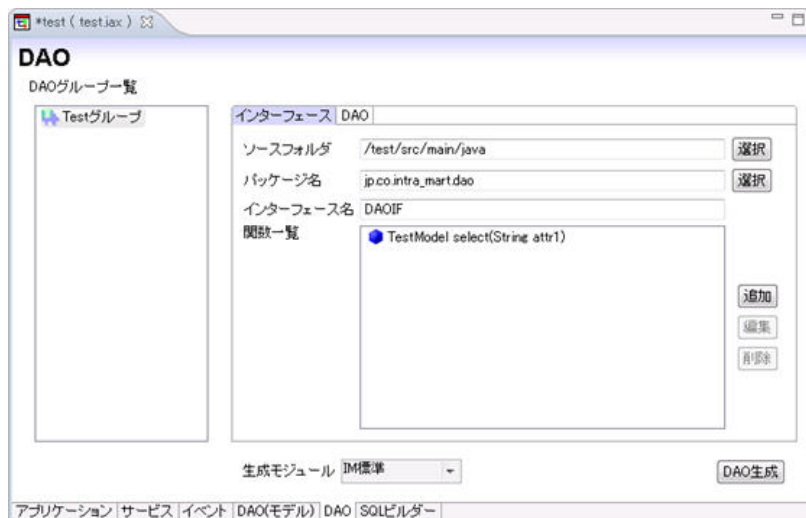 *test ( test.iax )
DAO
DAOグループ一覧
Testグループ
インターフェース DAO
ソースフォルダ /test/src/main/java 選択
パッケージ名 jp.co.intra_mart.dao 選択
インターフェース名 DAOIF
関数一覧
TestModel select(String attr1)
追加
編集
削除
生成モジュール IM標準
DAO生成
アプリケーション サービス イベント DAO(モデル) DAO SQLビルダー